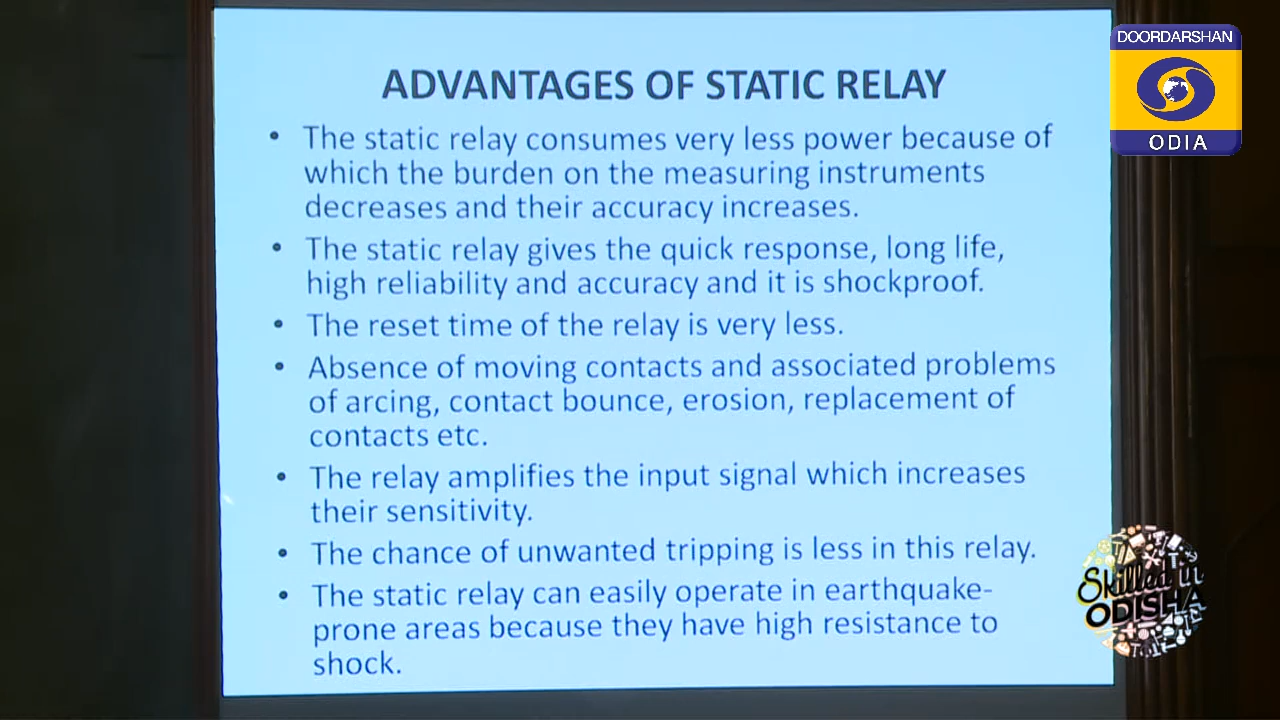 DOORDARSHAN
ODIA
ADVANTAGES OF STATIC RELAY
• The static relay consumes very less power because of
which the burden on the measuring instruments
decreases and their accuracy increases.
• The static relay gives the quick response, long life,
high reliability and accuracy and it is shockproof.
• The reset time of the relay is very less.
• Absence of moving contacts and associated problems
of arcing, contact bounce, erosion, replacement of
contacts etc.
• The relay amplifies the input signal which increases
their sensitivity.
• The chance of unwanted tripping is less in this relay.
• The static relay can easily operate in earthquake-
prone areas because they have high resistance to
shock.
Skilled in
ODISHA